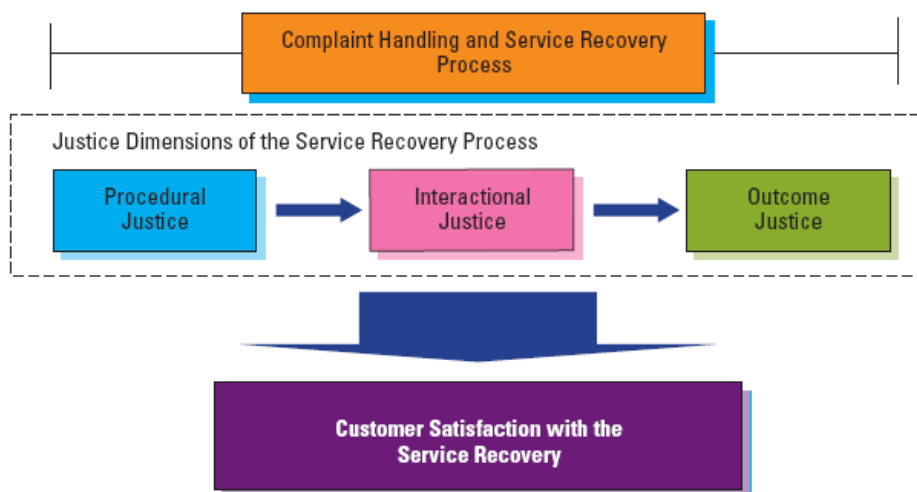 Complaint Handling and Service Recovery
Process
Justice Dimensions of the Service Recovery Process
Procedural
Justice
Interactional
Justice
Outcome
Justice
Customer Satisfaction with the
Service Recovery